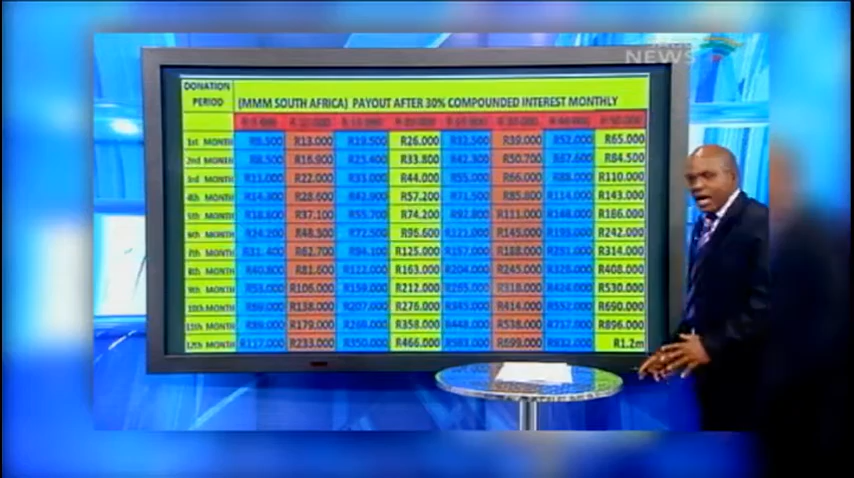 NEWS
DONATION
PERIOD
(MMM SOUTH AFRICA) PAYOUT AFTER 30% COMPOUNDED INTEREST MONTHLY
1st MONTH R13.000 R19.500 R26.000 R32.500 R39.000 R52.000 R65.000
2nd MONTH R8.500 R16.900 R25.400 R33.800 R42.300 R50.700 R67.600 R84.500
3rd MONTH R11.000 R22.000 R33.000 R44.000 R55.000 R66.000 R88.000 R110.000
4th MONTH R14.300 R28.600 R42.900 R57.200 R71.500 R85.800 R114.000 R143.000
5th MONTH R18.600 R37.100 R55.700 R74.200 R92.800 R111.000 R148.000 R186.000
6th MONTH R24.200 R48.300 R72.500 R96.600 R121.000 R145.000 R193.000 R242.000
7th MONTH R31.400 R62.700 R94.100 R125.000 R157.000 R188.000 R314.000
8th MONTH R40.800 R81.600 R122.000 R163.000 R204.000 R245.000 R408.000
9th MONTH R53.000 R106.000 R159.000 R212.000 R265.000 R318.000 R424.000 R530.000
10th MONTH R69.000 R138.000 R207.000 R276.000 R345.000 R414.000 R552.000 R690.000
11th MONTH R179.000 R358.000 R448.000 R538.000 R717.000 R896.000
12th MONTH R117.000 R233.000 R350.000 R466.000 R583.000 R699.000 R932.000 R1.2m